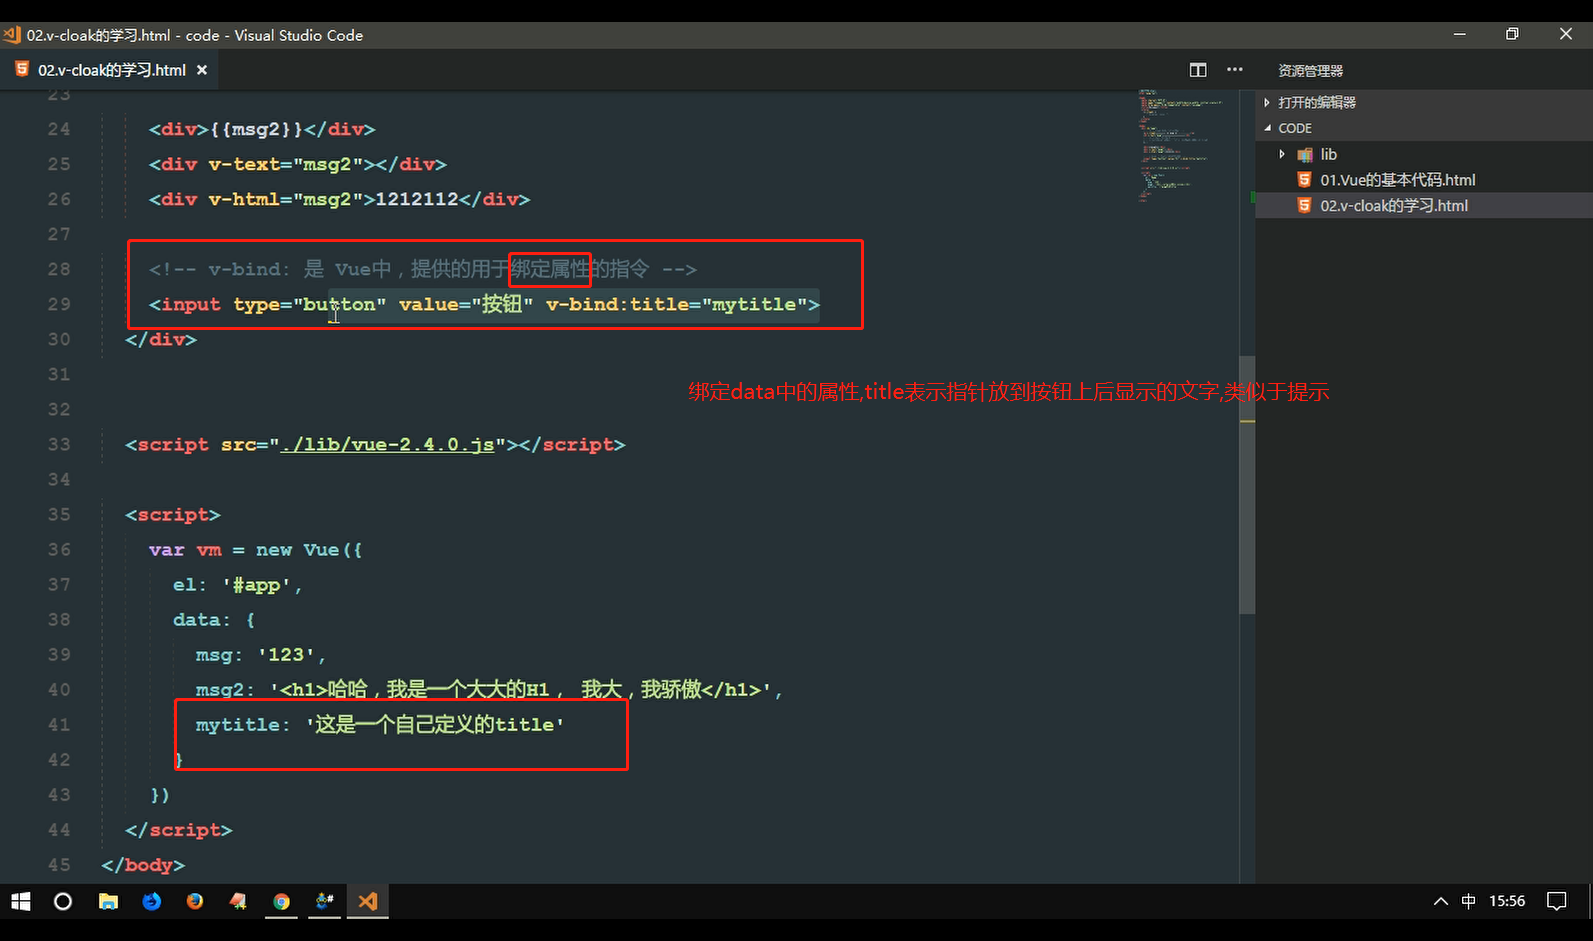 02.v-cloak的学习.html - code - Visual Studio Code
02.v-cloak的学习.html
资源管理器
打开的编辑器
CODE
lib
01.Vue的基本代码.html
02.v-cloak的学习.html
23
24 <div>{{msg2}}</div>
25 <div v-text="msg2"></div>
26 <div v-html="msg2">1212112</div>
27
28 <!-- v-bind: 是 Vue中，提供的用于绑定属性的指令 -->
29 <input type="button" value="按钮" v-bind:title="mytitle">
30 </div>
31
绑定data中的属性,title表示指针放到按钮上后显示的文字,类似于提示
32
33 <script src="./lib/vue-2.4.0.js"></script>
34
35 <script>
36 var vm = new Vue({
37 el: '#app',
38 data: {
39 msg: '123',
40 msg2: '<h1>哈哈，我是一个大大的H1， 我大，我骄傲</h1>',
41 mytitle: '这是一个自己定义的title'
42 }
43 })
44 </script>
45 </body>
中
15:56